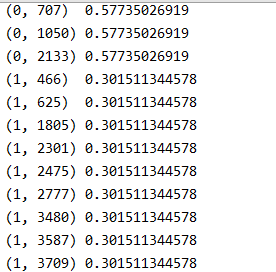 (0, 707) 0.57735026919
(0, 1050) 0.57735026919
(0, 2133) 0.57735026919
(1, 466) 0.301511344578
(1, 625) 0.301511344578
(1, 1805) 0.301511344578
(1, 2301) 0.301511344578
(1, 2475) 0.301511344578
(1, 2777) 0.301511344578
(1, 3480) 0.301511344578
(1, 3587) 0.301511344578
(1, 3709) 0.301511344578